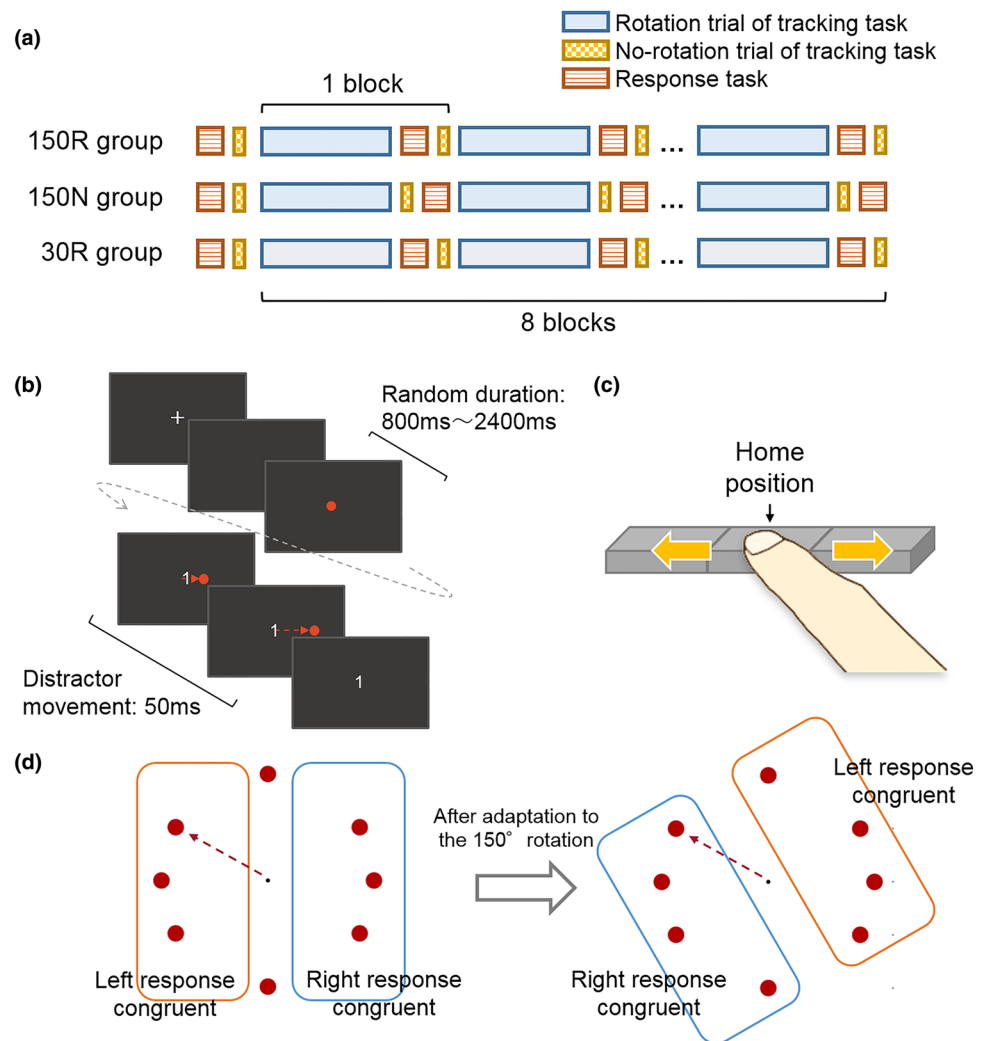 (a)
Rotation trial of tracking task
No-rotation trial of tracking task
Response task
1 block
150R group
...
150N group
...
30R group
...
8 blocks
(b)
Random duration:
800ms～2400ms
1
1
1
Distractor
movement: 50ms
(c)
Home
position
(d)
Left response
congruent
Right response
congruent
After adaptation to
the 150° rotation
Left response
congruent
Right response
congruent